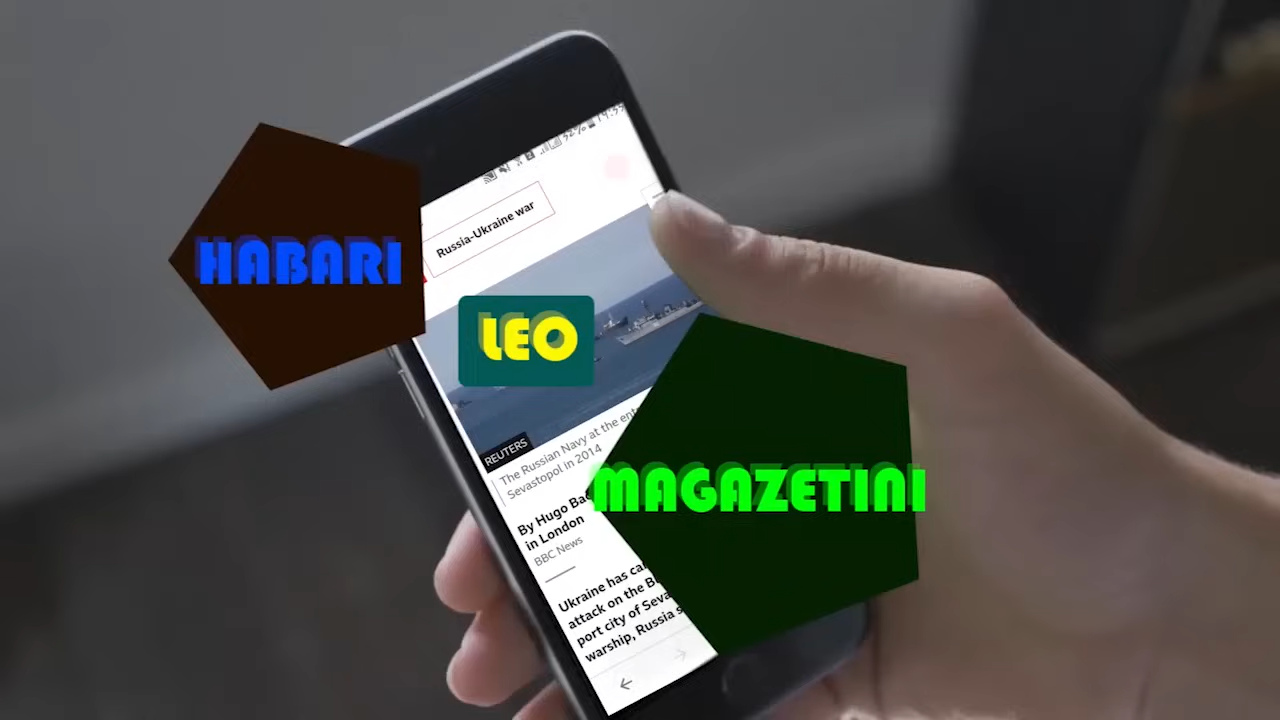 HABARI
LEO
MAGAZETINI
Russia-Ukraine war
REUTERS
The Russian Navy at the
Sevastopol in 2014
By Hugo
in London
BBC News
Ukraine has
attack on the
port city of
warship, Russia